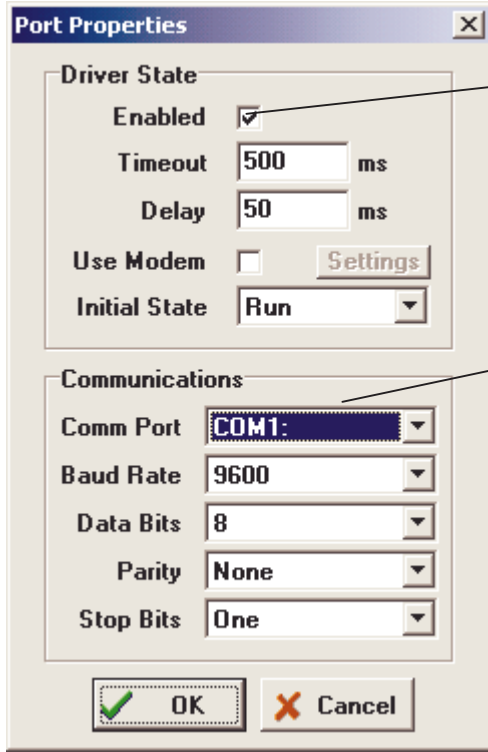 Port Properties
Driver State
Enabled
Timeout 500 ms
Delay 50 ms
Use Modem Settings
Initial State Run
Communications
Comm Port COM1:
Baud Rate 9600
Data Bits 8
Parity None
Stop Bits One
OK Cancel